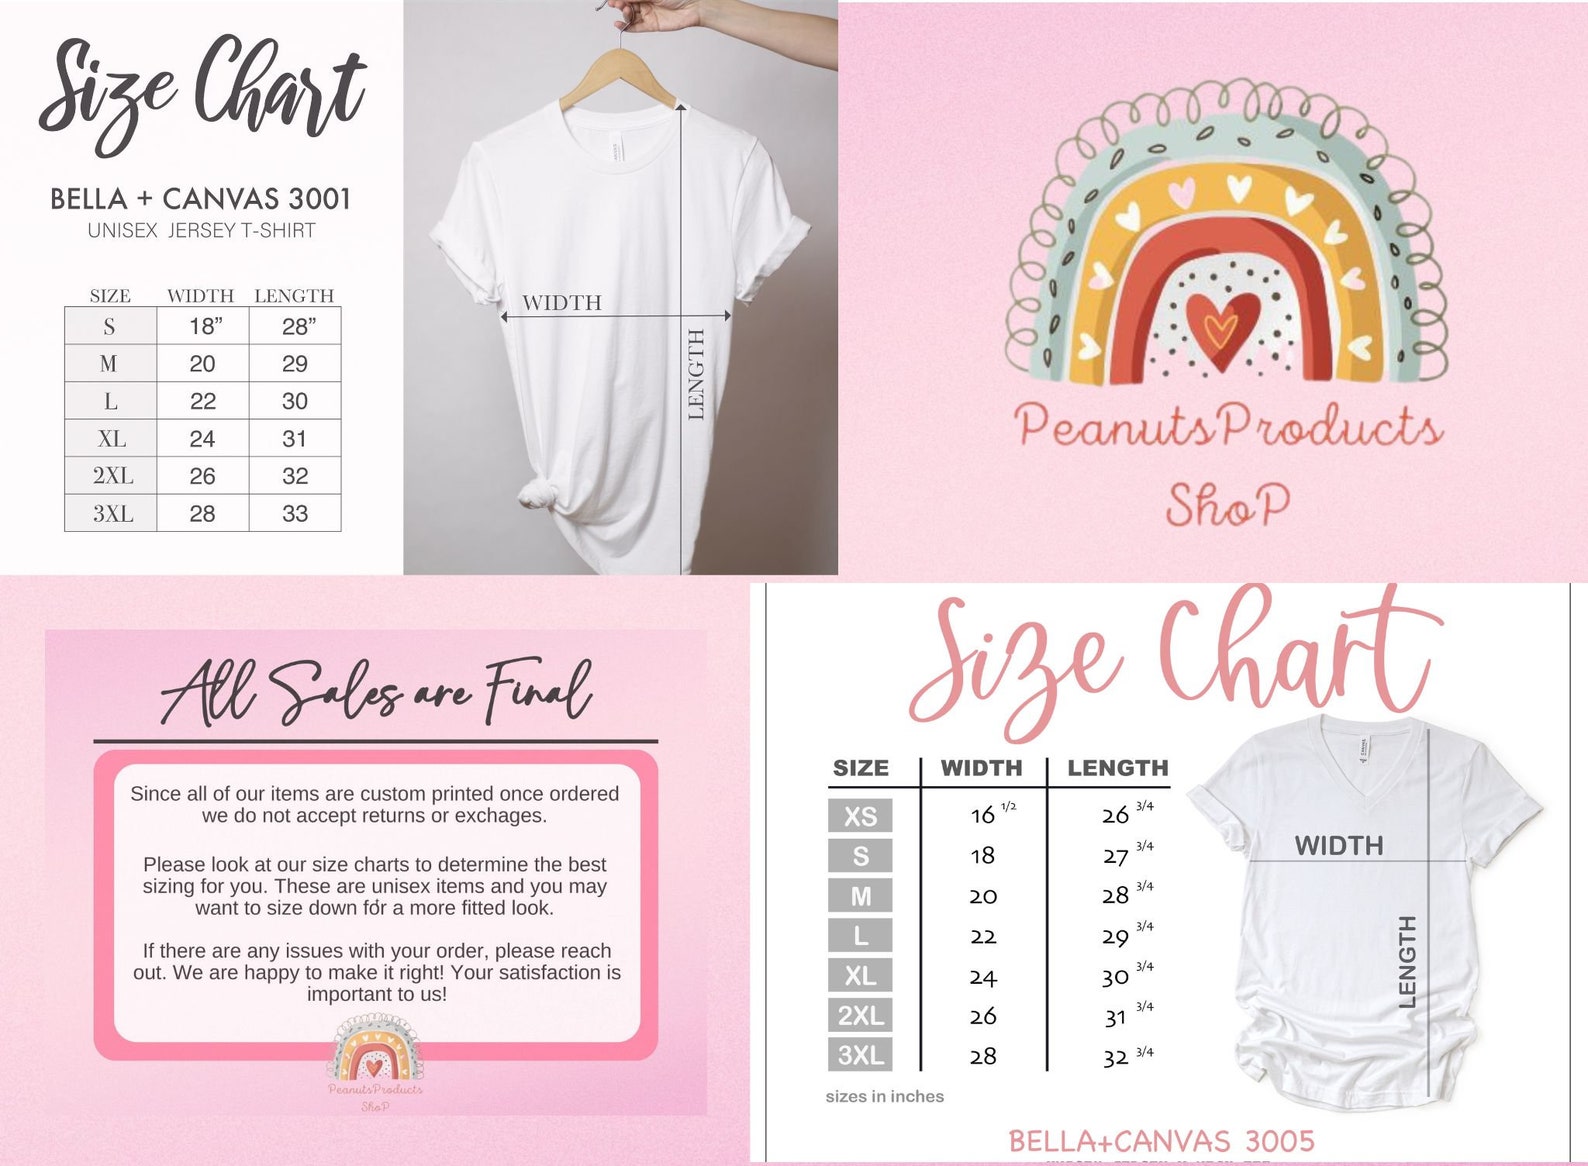 Size Chart
BELLA + CANVAS 3001
UNISEX JERSEY T-SHIRT
SIZE WIDTH LENGTH
S 18” 28”
M 20 29
L 22 30
XL 24 31
2XL 26 32
3XL 28 33
WIDTH
LENGTH
PeanutsProducts
ShoP
All Sales are Final
Since all of our items are custom printed once ordered
we do not accept returns or exchages.
Please look at our size charts to determine the best
sizing for you. These are unisex items and you may
want to size down for a more fitted look.
If there are any issues with your order, please reach
out. We are happy to make it right! Your satisfaction is
important to us!
PeanutsProducts
ShoP
Size Chart
SIZE WIDTH LENGTH
XS 16 1/2 26 3/4
S 18 27 3/4
M 20 28 3/4
L 22 29 3/4
XL 24 30 3/4
2XL 26 31 3/4
3XL 28 32 3/4
sizes in inches
WIDTH
LENGTH
BELLA+CANVAS 3005